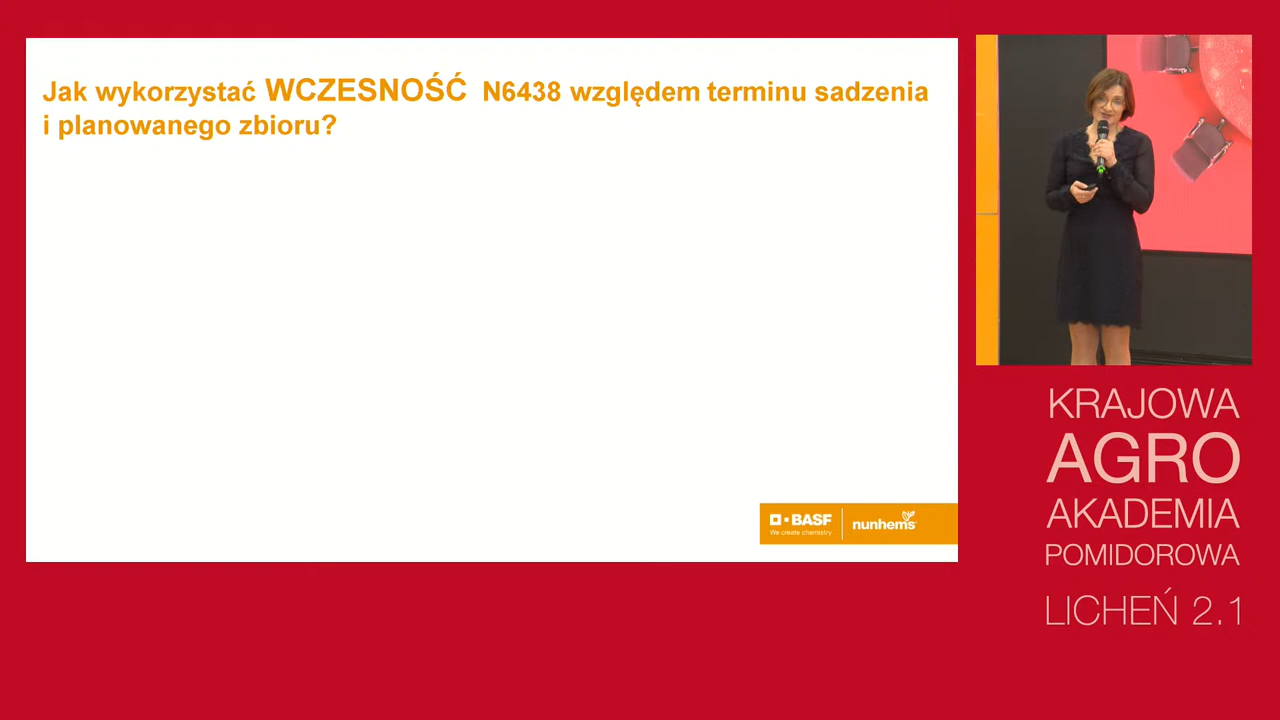 Jak wykorzystać WCZESNOŚĆ N6438 względem terminu sadzenia
i planowanego zbioru?
BASF
We create chemistry
nunhems
KRAJOWA
AGRO
AKADEMIA
POMIDOROWA
LICHEŃ 2.1